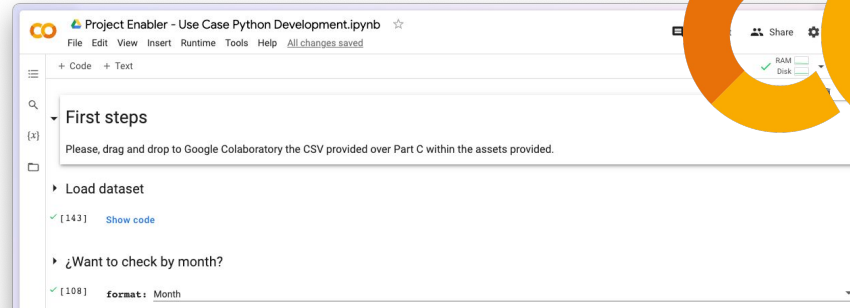 Project Enabler - Use Case Python Development.ipynb
File Edit View Insert Runtime Tools Help All changes saved
Share
+ Code + Text
RAM
Disk
First steps
{x}
Please, drag and drop to Google Colaboratory the CSV provided over Part C within the assets provided.
Load dataset
[143] Show code
¿Want to check by month?
[108] format: Month